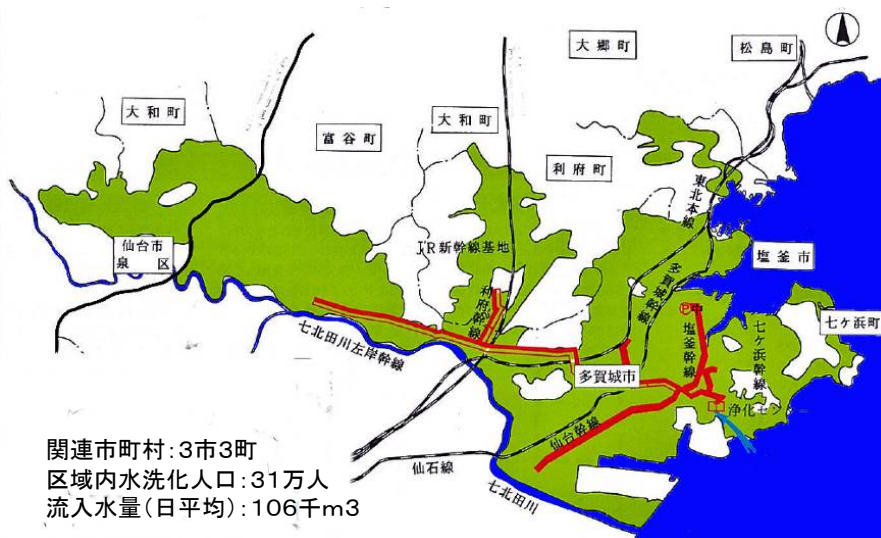 大郷町
松島町
大和町
富谷町
大和町
利府町
東北本線
仙台市
泉区
JR新幹線基地
多賀城幹線
塩釜市
利府幹線
P中
塩釜幹線
七ヶ浜幹線
七ケ浜町
七北田川左岸幹線
多賀城市
浄化センター
仙台幹線
関連市町村:3市3町
区域内水洗化人口:31万人
流入水量(日平均):106千m3
仙石線
七北田川